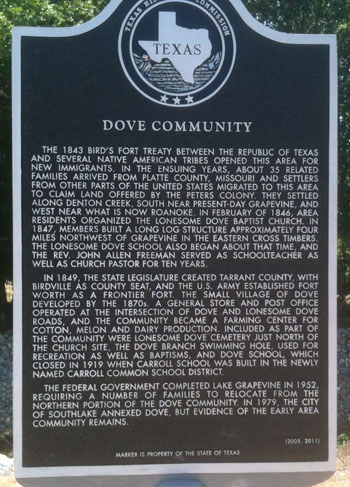 TEXAS HISTORICAL COMMISSION
TEXAS
DOVE COMMUNITY
THE 1843 BIRD'S FORT TREATY BETWEEN THE REPUBLIC OF TEXAS
AND SEVERAL NATIVE AMERICAN TRIBES OPENED THIS AREA FOR
NEW IMMIGRANTS. IN THE ENSUING YEARS, ABOUT 35 RELATED
FAMILIES ARRIVED FROM PLATTE COUNTY, MISSOURI AND SETTLERS
FROM OTHER PARTS OF THE UNITED STATES MIGRATED TO THIS AREA
TO CLAIM LAND OFFERED BY THE PETERS COLONY. THEY SETTLED
ALONG DENTON CREEK, SOUTH NEAR PRESENT-DAY GRAPEVINE, AND
WEST NEAR WHAT IS NOW ROANOKE. IN FEBRUARY OF 1846, AREA
RESIDENTS ORGANIZED THE LONESOME DOVE BAPTIST CHURCH. IN
1847, MEMBERS BUILT A LONG LOG STRUCTURE APPROXIMATELY FOUR
MILES NORTHWEST OF GRAPEVINE IN THE EASTERN CROSS TIMBERS.
THE LONESOME DOVE SCHOOL ALSO BEGAN ABOUT THAT TIME, AND
THE REV. JOHN ALLEN FREEMAN SERVED AS SCHOOLTEACHER AS
WELL AS CHURCH PASTOR FOR TEN YEARS.
IN 1849, THE STATE LEGISLATURE CREATED TARRANT COUNTY, WITH
BIRDVILLE AS COUNTY SEAT, AND THE U.S. ARMY ESTABLISHED FORT
WORTH AS A FRONTIER FORT. THE SMALL VILLAGE OF DOVE
DEVELOPED BY THE 1870s. A GENERAL STORE AND POST OFFICE
OPERATED AT THE INTERSECTION OF DOVE AND LONESOME DOVE
ROADS, AND THE COMMUNITY BECAME A FARMING CENTER FOR
COTTON, MELON AND DAIRY PRODUCTION. INCLUDED AS PART OF
THE COMMUNITY WERE LONESOME DOVE CEMETERY JUST NORTH OF
THE CHURCH SITE, THE DOVE BRANCH SWIMMING HOLE, USED FOR
RECREATION AS WELL AS BAPTISMS, AND DOVE SCHOOL, WHICH
CLOSED IN 1919 WHEN CARROLL SCHOOL WAS BUILT IN THE NEWLY
NAMED CARROLL COMMON SCHOOL DISTRICT.
THE FEDERAL GOVERNMENT COMPLETED LAKE GRAPEVINE IN 1952,
REQUIRING A NUMBER OF FAMILIES TO RELOCATE FROM THE
NORTHERN PORTION OF THE DOVE COMMUNITY. IN 1979, THE CITY
OF SOUTHLAKE ANNEXED DOVE, BUT EVIDENCE OF THE EARLY AREA
COMMUNITY REMAINS.
(2005, 2011)
MARKER IS PROPERTY OF THE STATE OF TEXAS